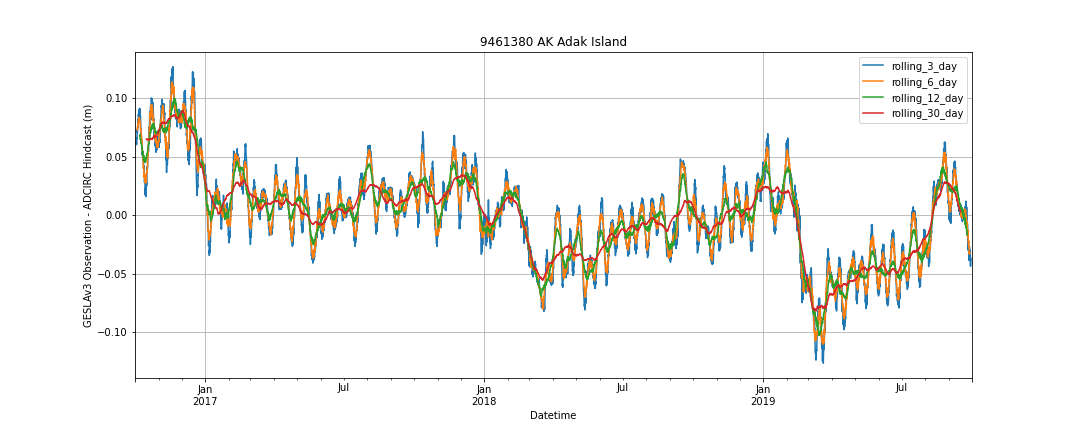 9461380 AK Adak Island
GESLAv3 Observation - ADCIRC Hindcast (m)
0.10
0.05
0.00
−0.05
−0.10
rolling_3_day
rolling_6_day
rolling_12_day
rolling_30_day
Jan
2017
Jul
Jan
2018
Jul
Jan
2019
Jul
Datetime